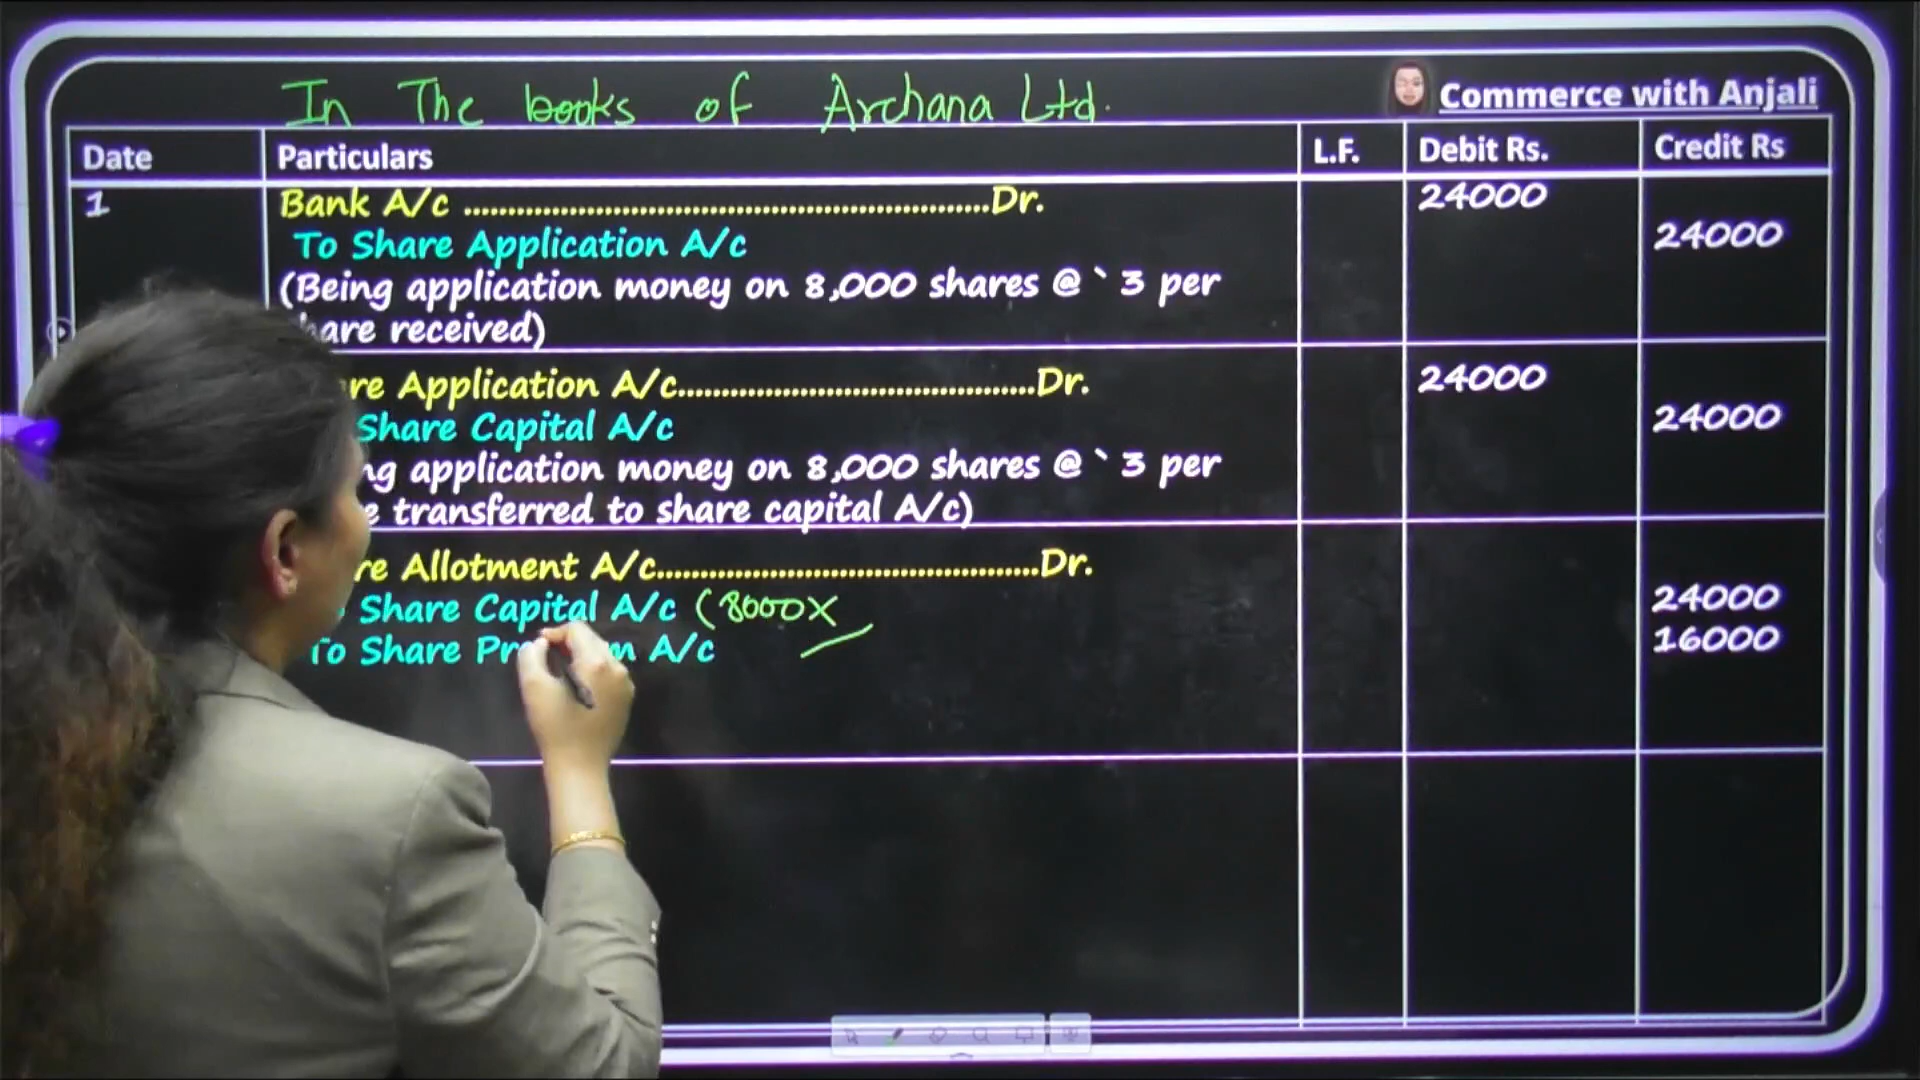 In The books of Archana Ltd.
Commerce with Anjali
Date Particulars L.F. Debit Rs. Credit Rs
1 Bank A/c ............................................................Dr. 24000
To Share Application A/c 24000
(Being application money on 8,000 shares @ ` 3 per
are received)
re Application A/c.........................................Dr. 24000
Share Capital A/c 24000
ng application money on 8,000 shares @ ` 3 per
e transferred to share capital A/c)
re Allotment A/c............................................Dr.
Share Capital A/c (8000X 24000
To Share Pr m A/c 16000